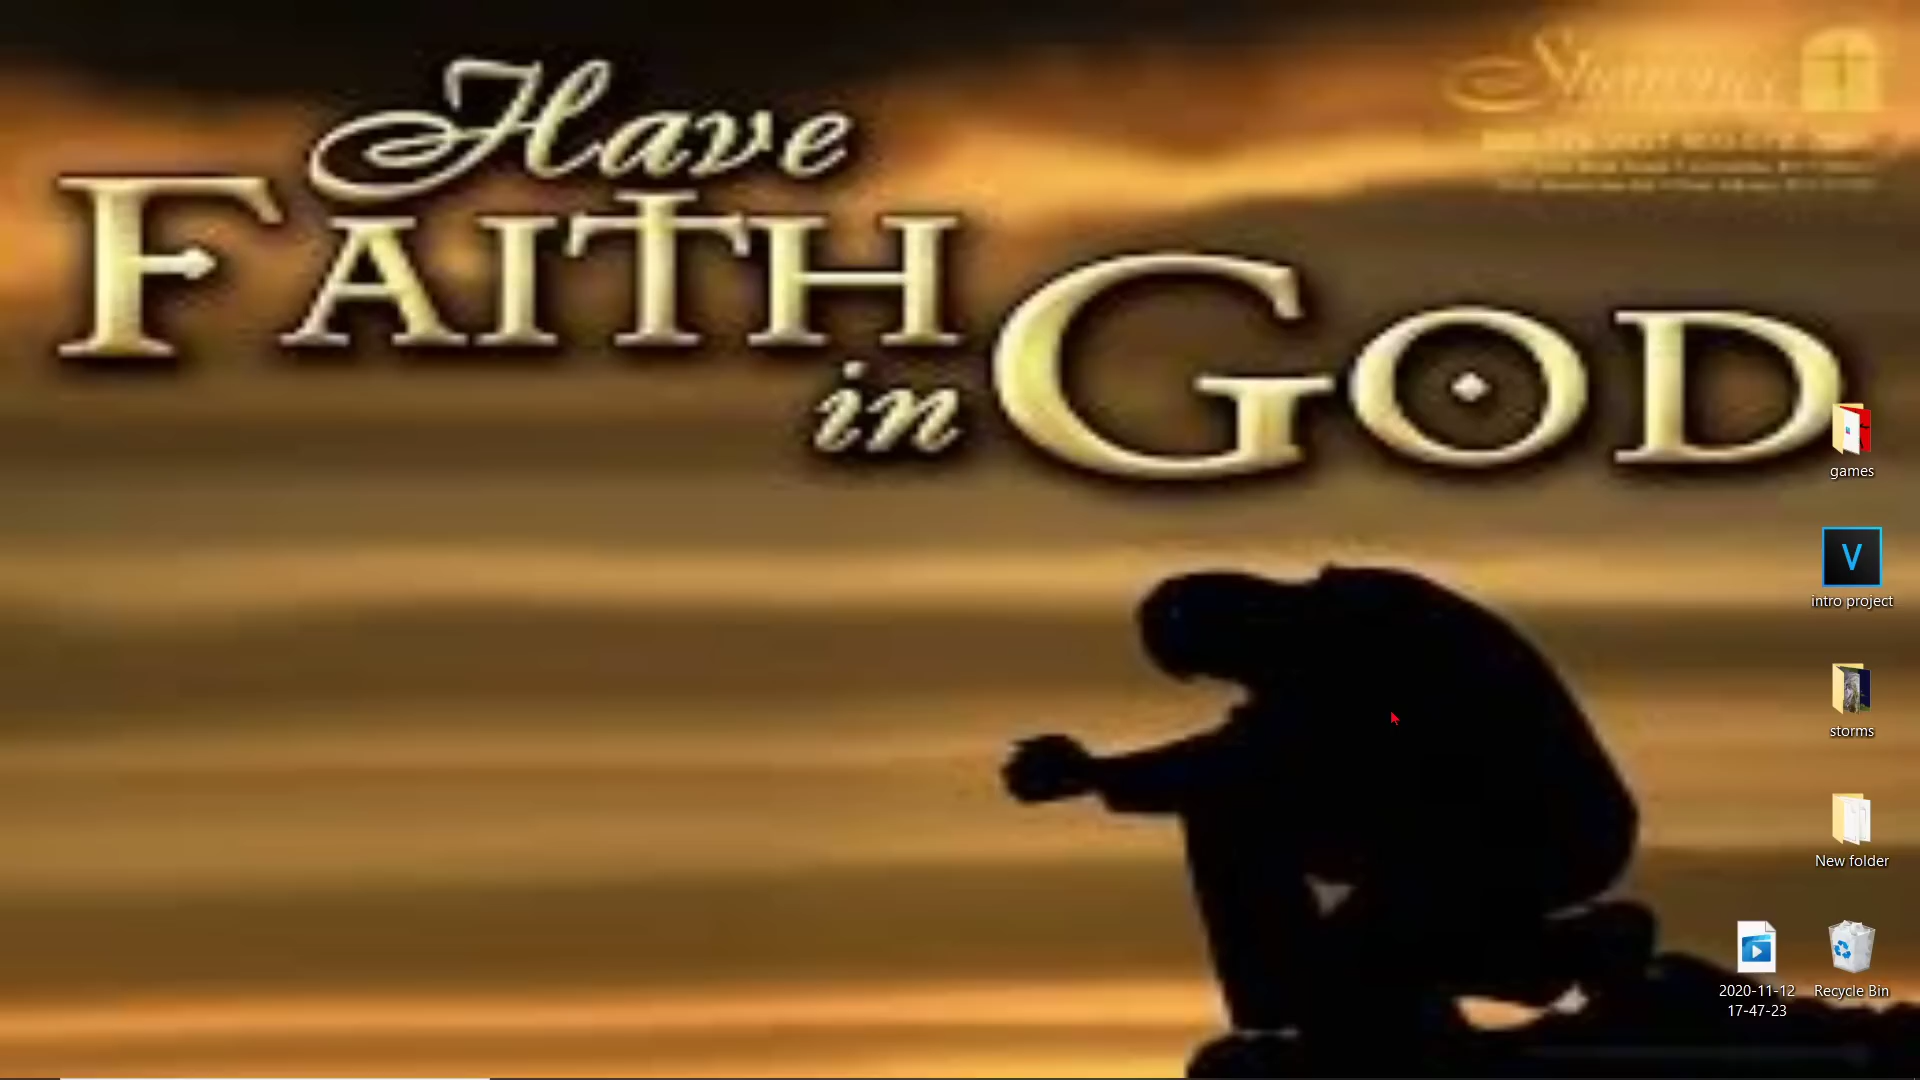 Have
FAITH
in GOD
games
V
intro project
storms
New folder
2020-11-12
17-47-23
Recycle Bin